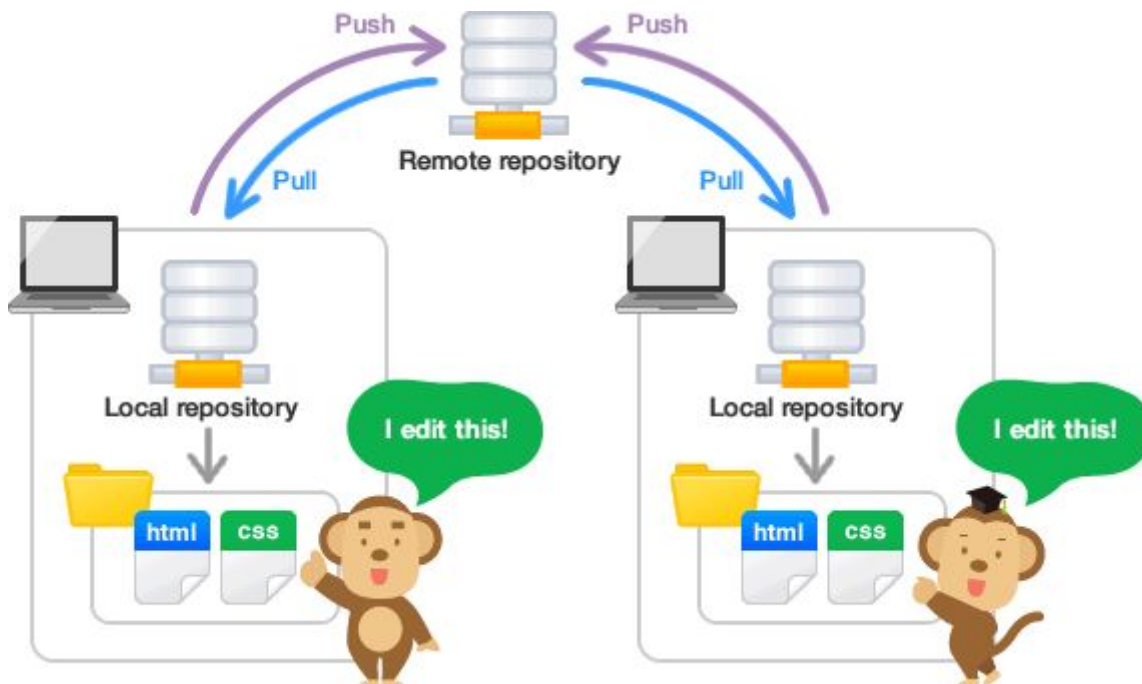 Push
Push
Remote repository
Pull
Pull
Local repository
Local repository
I edit this!
I edit this!
html
css
html
css